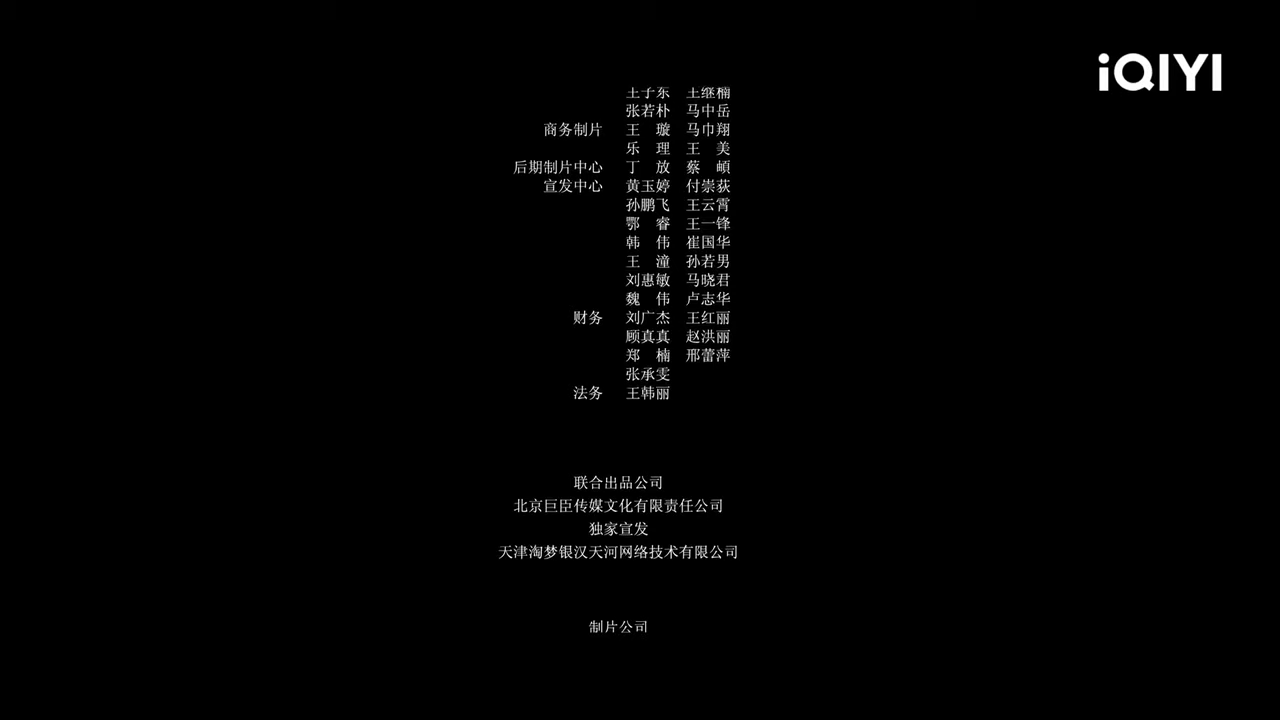 iQIYI
王子东 王继楠
张若朴 马中岳
商务制片 王 璇 马巾翔
乐 理 王 美
后期制片中心 丁 放 蔡 頔
宣发中心 黄玉婷 付崇荻
孙鹏飞 王云霄
鄂 睿 王一锋
韩 伟 崔国华
王 潼 孙若男
刘惠敏 马晓君
魏 伟 卢志华
财务 刘广杰 王红丽
顾真真 赵洪丽
郑 楠 邢蕾萍
张承雯
法务 王韩丽
联合出品公司
北京巨臣传媒文化有限责任公司
独家宣发
天津淘梦银汉天河网络技术有限公司
制片公司